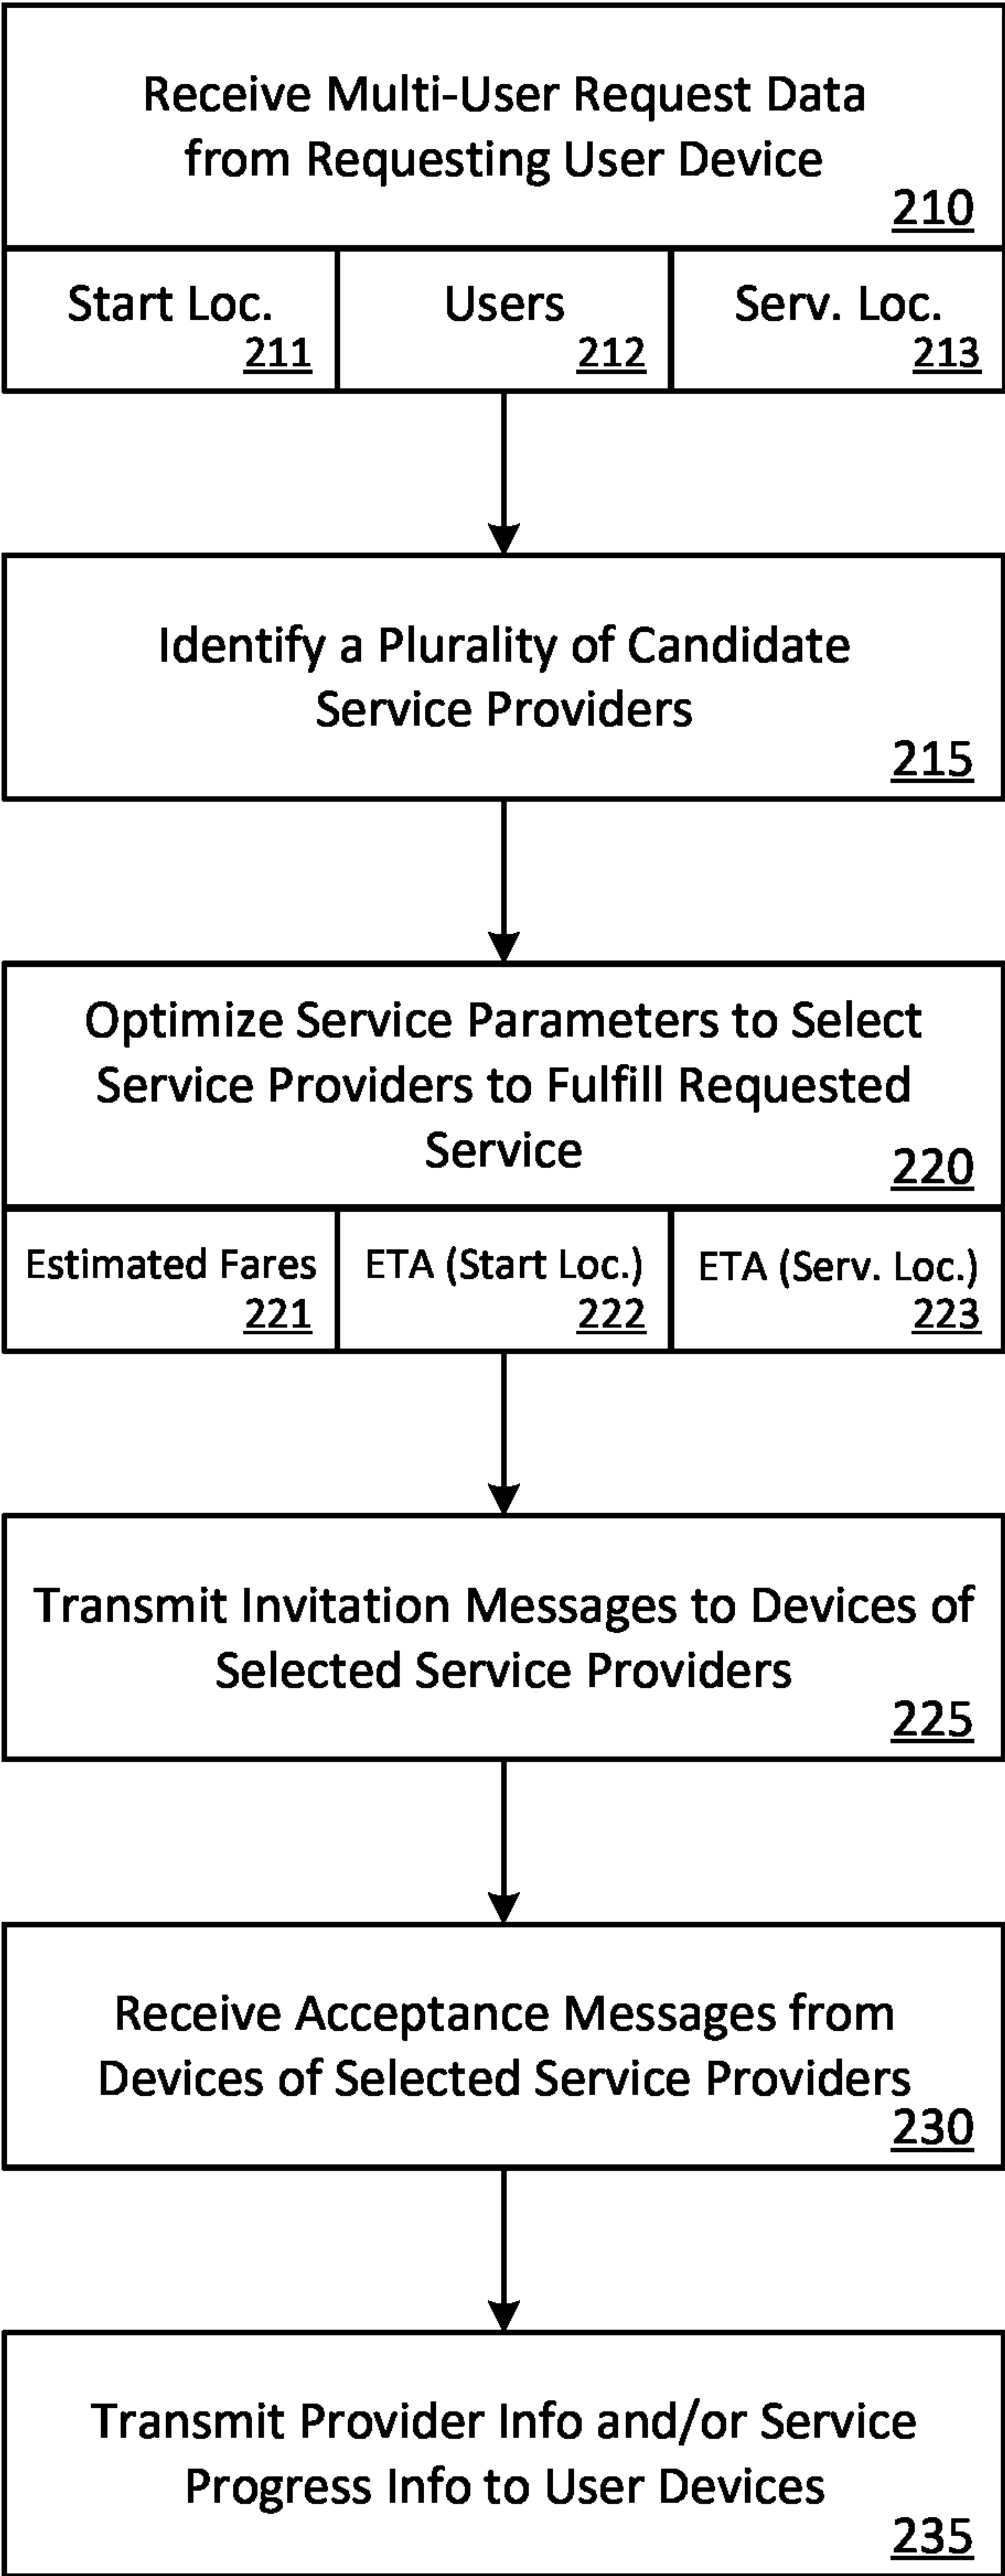 Receive Multi-User Request Data
from Requesting User Device
210
Start Loc.
211
Users
212
Serv. Loc.
213
Identify a Plurality of Candidate
Service Providers
215
Optimize Service Parameters to Select
Service Providers to Fulfill Requested
Service
220
Estimated Fares
221
ETA (Start Loc.)
222
ETA (Serv. Loc.)
223
Transmit Invitation Messages to Devices of
Selected Service Providers
225
Receive Acceptance Messages from
Devices of Selected Service Providers
230
Transmit Provider Info and/or Service
Progress Info to User Devices
235